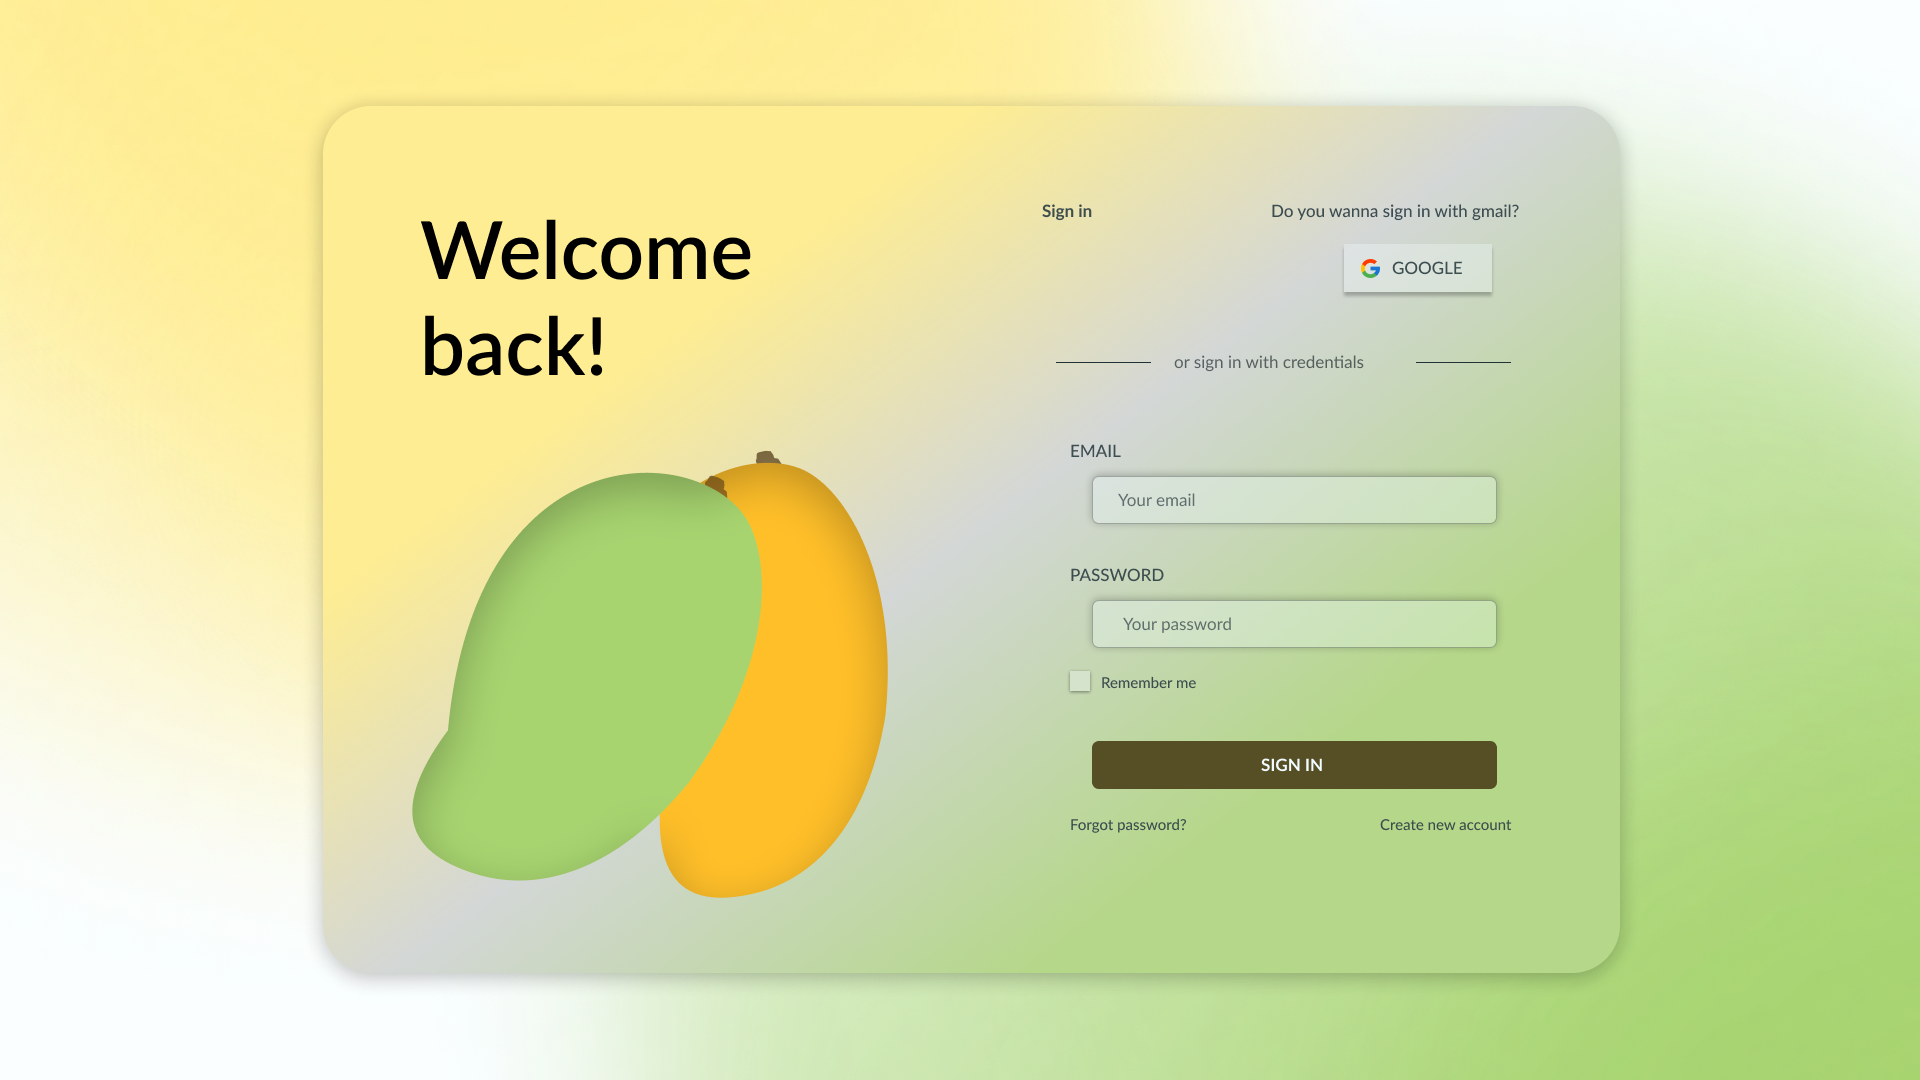 Welcome
back!
Sign in
Do you wanna sign in with gmail?
GOOGLE
or sign in with credentials
EMAIL
Your email
PASSWORD
Your password
Remember me
SIGN IN
Forgot password?
Create new account